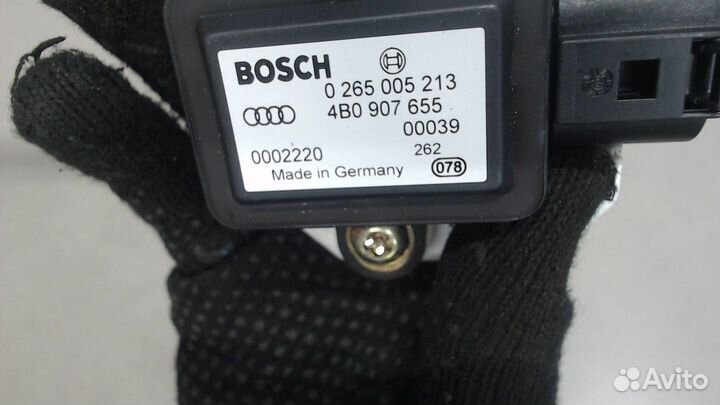 BOSCH
0 265 005 213
4B0 907 655
00039
0002220 262
Made in Germany 078
Avito